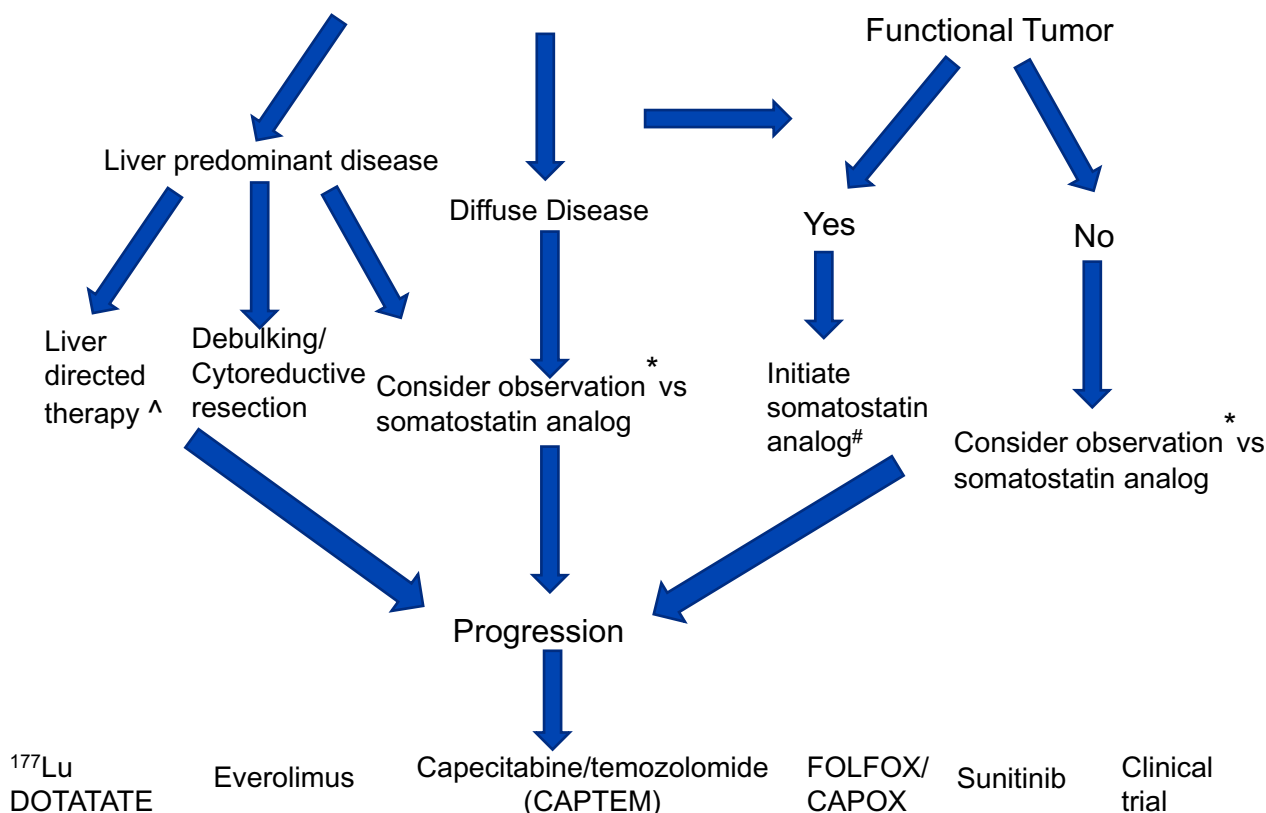 Functional Tumor
Liver predominant disease
Diffuse Disease
Yes
No
Liver
directed
therapy ^
Debulking/
Cytoreductive
resection
Consider observation * vs
somatostatin analog
Initiate
somatostatin
analog#
Consider observation * vs
somatostatin analog
Progression
177Lu
DOTATATE
Everolimus
Capecitabine/temozolomide
(CAPTEM)
FOLFOX/
CAPOX
Sunitinib
Clinical
trial